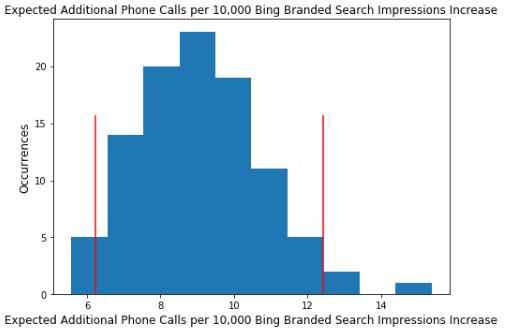 Expected Additional Phone Calls per 10,000 Bing Branded Search Impressions Increase
20
15
10
5
0
Occurrences
6 8 10 12 14
Expected Additional Phone Calls per 10,000 Bing Branded Search Impressions Increase